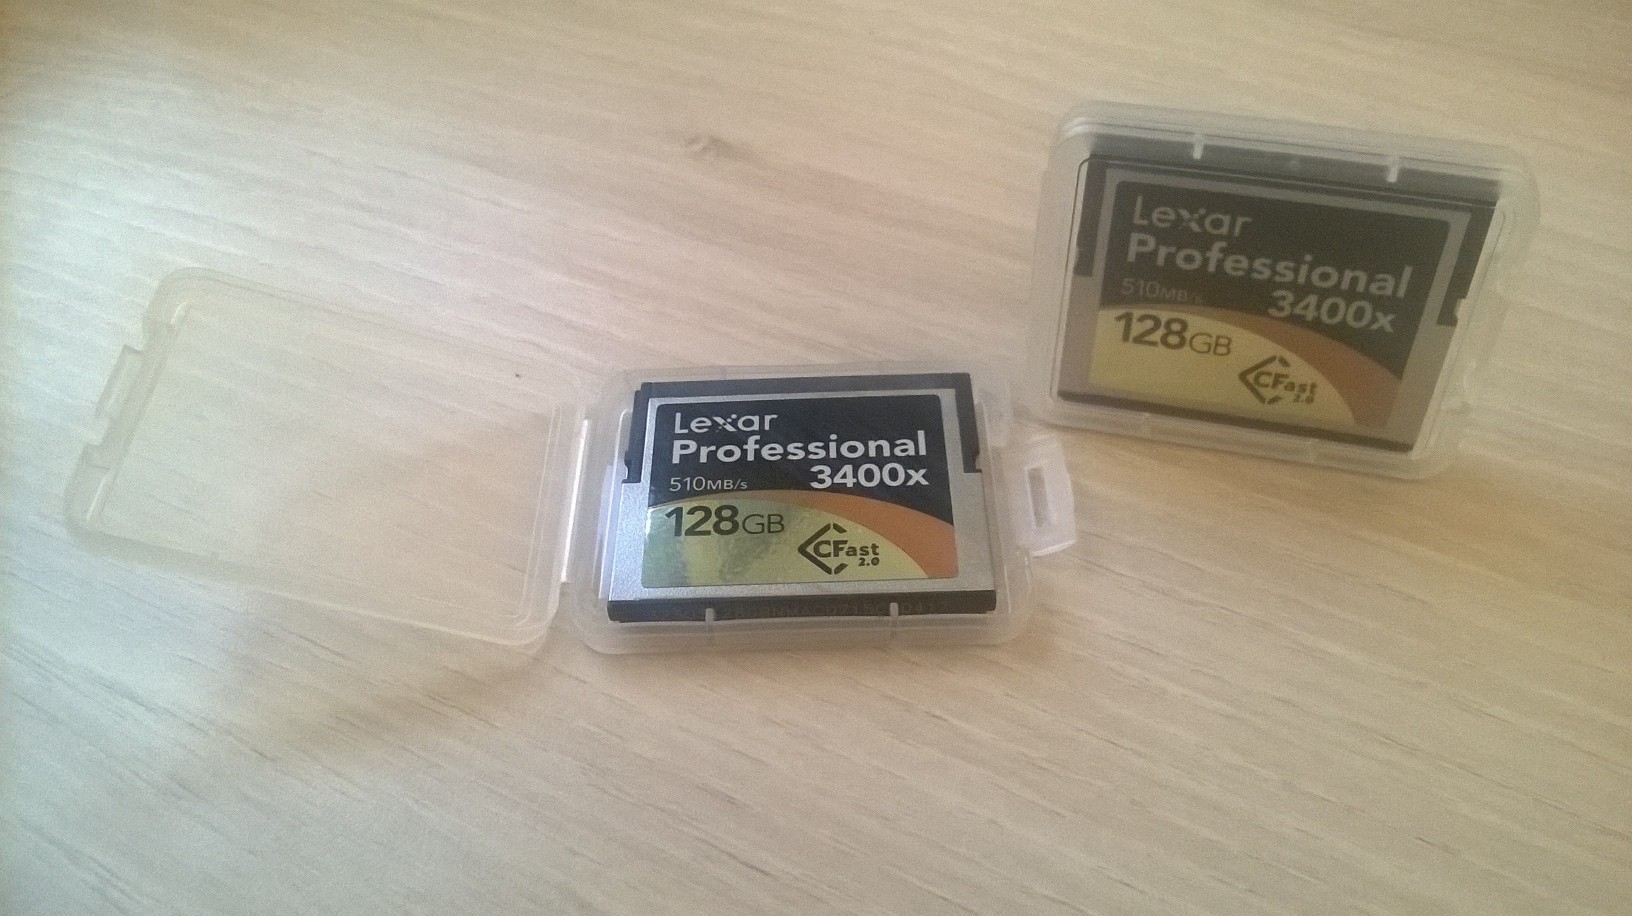 Lexar
Professional
510MB/s 3400x
128GB
CFast
2.0
Lexar
Professional
510MB/s
3400x
128GB
CFast
2.0